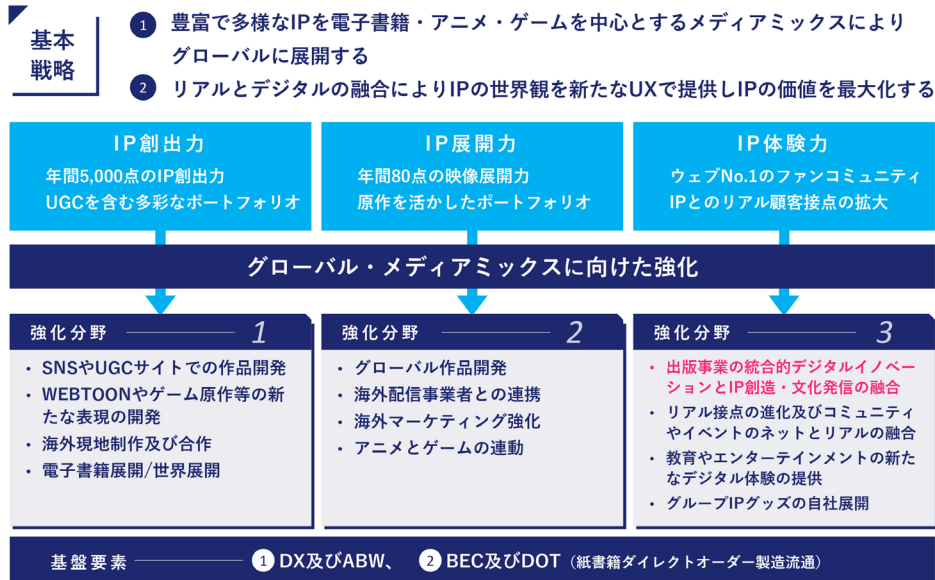 基本
戦略
1 豊富で多様なIPを電子書籍・アニメ・ゲームを中心とするメディアミックスにより
グローバルに展開する
2 リアルとデジタルの融合によりIPの世界観を新たなUXで提供しIPの価値を最大化する
IP創出力
年間5,000点のIP創出力
UGCを含む多彩なポートフォリオ
IP展開力
年間80点の映像展開力
原作を活かしたポートフォリオ
IP体験力
ウェブNo.1のファンコミュニティ
IPとのリアル顧客接点の拡大
グローバル・メディアミックスに向けた強化
強化分野 1
・ SNSやUGCサイトでの作品開発
・ WEBTOONやゲーム原作等の新
たな表現の開発
・ 海外現地制作及び合作
・ 電子書籍展開/世界展開
強化分野 2
・ グローバル作品開発
・ 海外配信事業者との連携
・ 海外マーケティング強化
・ アニメとゲームの連動
強化分野 3
・ 出版事業の統合的デジタルイノベ
ーションとIP創造・文化発信の融合
・ リアル接点の進化及びコミュニティ
やイベントのネットとリアルの融合
・ 教育やエンターテインメントの新た
なデジタル体験の提供
・ グループIPグッズの自社展開
基盤要素 1 DX及びABW、 2 BEC及びDOT（紙書籍ダイレクトオーダー製造流通）